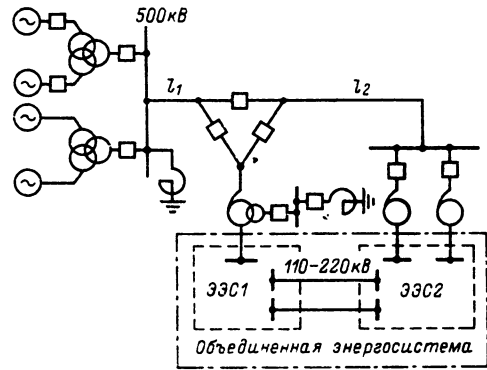 500кВ
l₁
l₂
110-220кВ
ЭЭС1
ЭЭС2
Объединенная энергосистема